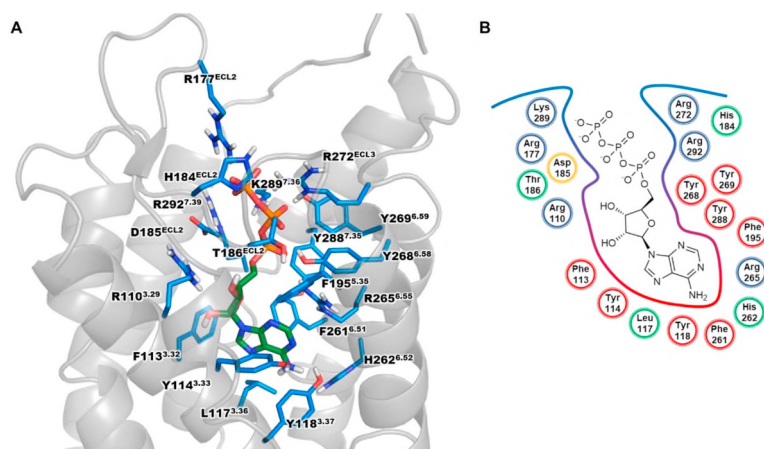 A
R177ECL2
H184ECL2
K2897.36
R272ECL3
R2927.39
D185ECL2
T186ECL2
Y2887.35
Y2696.59
Y2686.58
R1103.29
F1955.35
R2656.55
F2616.51
F1133.32
H2626.52
Y1143.33
L1173.36
Y1183.37
B
Lys
289
Arg
272
His
184
Arg
177
Asp
185
Arg
292
Thr
186
Tyr
268
Tyr
269
Arg
110
Tyr
288
Phe
195
Phe
113
Arg
265
Tyr
114
Leu
117
Tyr
118
Phe
261
His
262
⁻O
O
P
O⁻
O
O
P
O⁻
O
O
P
O
⁻O
O
HO
HO
O
N
N
N
N
NH2